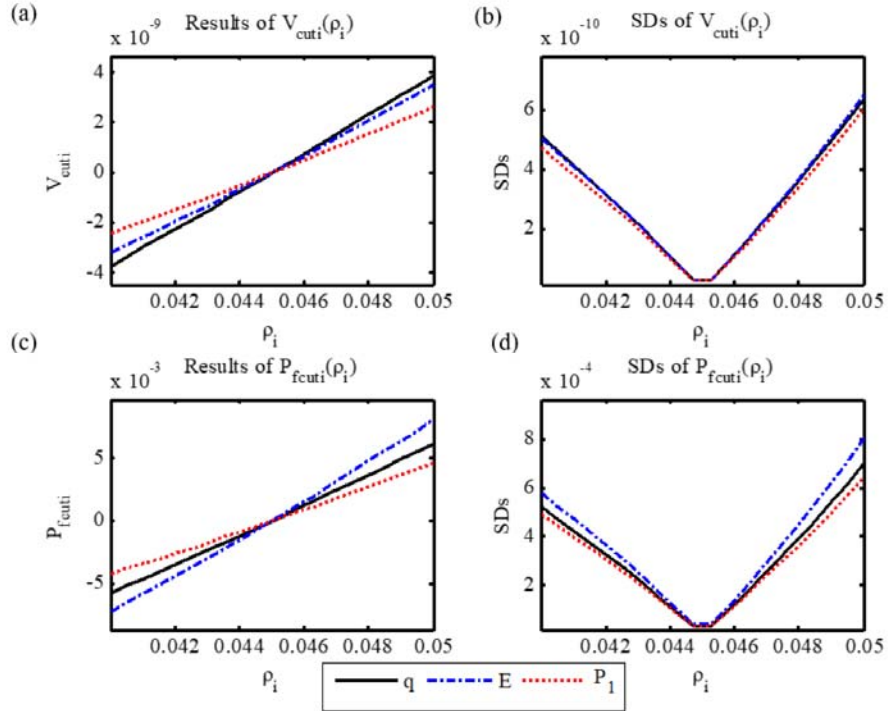 (a)
x 10^-9
Results of V_cuti(ρ_i)
V_cuti
4
2
0
-2
-4
0.042 0.044 0.046 0.048 0.05
ρ_i
(b)
x 10^-10
SDs of V_cuti(ρ_i)
SDs
6
4
2
0.042 0.044 0.046 0.048 0.05
ρ_i
(c)
x 10^-3
Results of P_fcuti(ρ_i)
P_fcuti
5
0
-5
0.042 0.044 0.046 0.048 0.05
ρ_i
(d)
x 10^-4
SDs of P_fcuti(ρ_i)
SDs
8
6
4
2
0.042 0.044 0.046 0.048 0.05
ρ_i
q E P_1